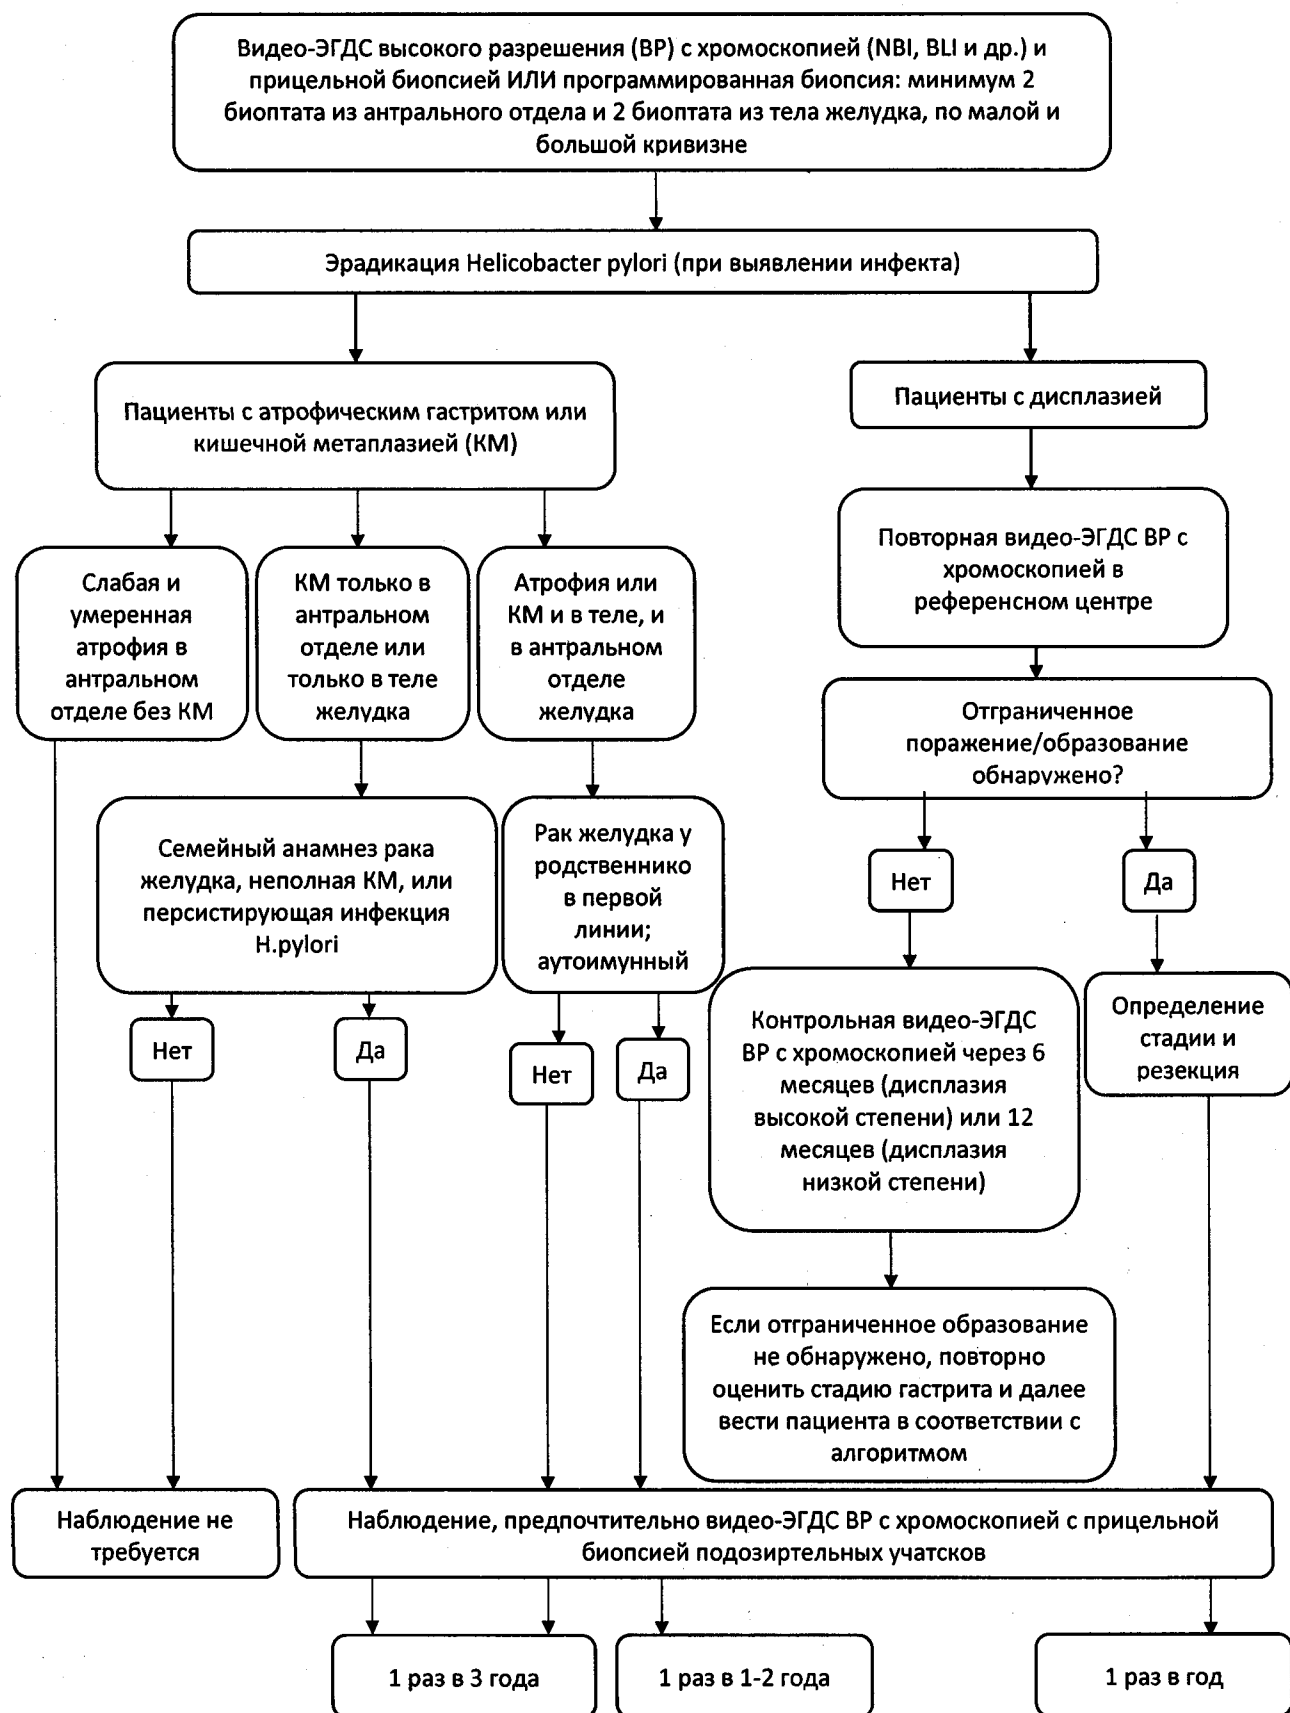 Видео-ЭГДС высокого разрешения (ВР) с хромоскопией (NBI, BLI и др.) и
прицельной биопсией ИЛИ программированная биопсия: минимум 2
биоптата из антрального отдела и 2 биоптата из тела желудка, по малой и
большой кривизне
Эрадикация Helicobacter pylori (при выявлении инфекта)
Пациенты с атрофическим гастритом или
кишечной метаплазией (КМ)
Пациенты с дисплазией
Слабая и
умеренная
атрофия в
антральном
отделе без КМ
КМ только в
антральном
отделе или
только в теле
желудка
Атрофия или
КМ и в теле, и
в антральном
отделе
желудка
Повторная видео-ЭГДС ВР с
хромоскопией в
референсном центре
Отграниченное
поражение/образование
обнаружено?
Семейный анамнез рака
желудка, неполная КМ, или
персистирующая инфекция
H.pylori
Рак желудка у
родственнико
в первой
линии;
аутоимунный
Нет
Да
Нет
Да
Нет
Да
Контрольная видео-ЭГДС
ВР с хромоскопией через 6
месяцев (дисплазия
высокой степени) или 12
месяцев (дисплазия
низкой степени)
Определение
стадии и
резекция
Если отграниченное образование
не обнаружено, повторно
оценить стадию гастрита и далее
вести пациента в соответствии с
алгоритмом
Наблюдение не
требуется
Наблюдение, предпочтительно видео-ЭГДС ВР с хромоскопией с прицельной
биопсией подозиртельных учатсков
1 раз в 3 года
1 раз в 1-2 года
1 раз в год